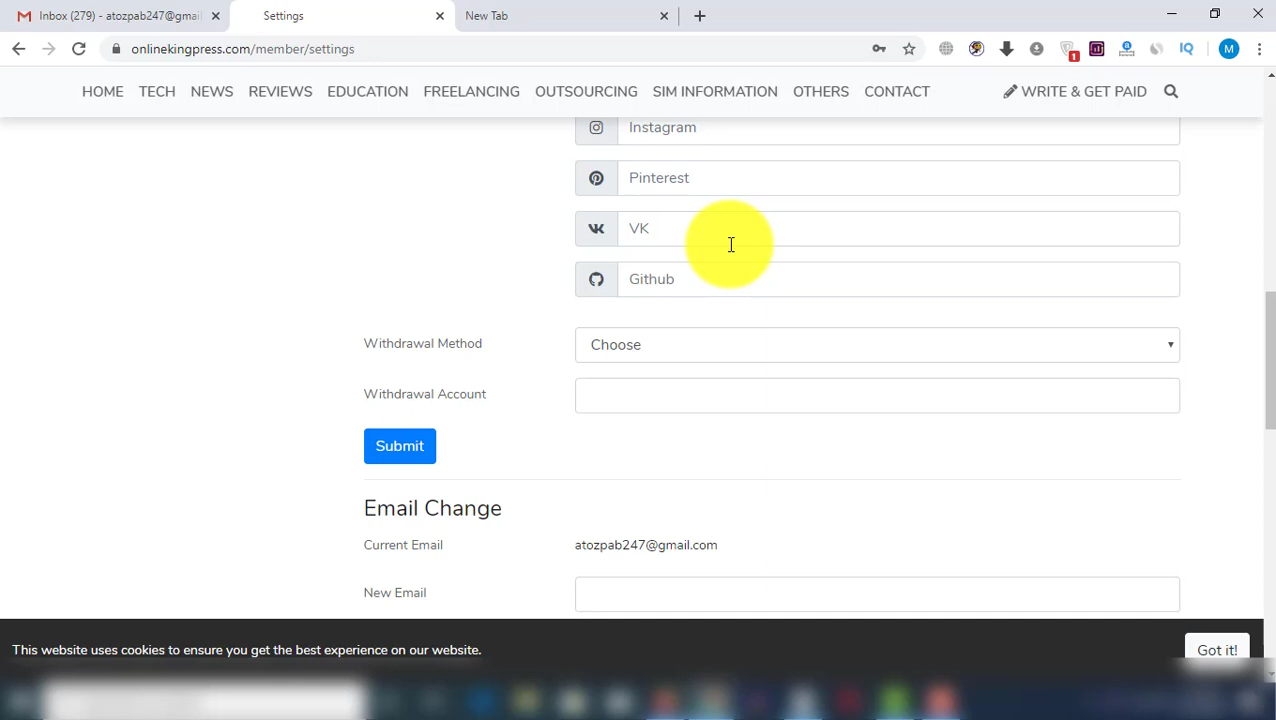 Inbox (279) - atozpab247@gmail
Settings
New Tab
onlinekingpress.com/member/settings
1
IQ
M
HOME TECH NEWS REVIEWS EDUCATION FREELANCING OUTSOURCING SIM INFORMATION OTHERS CONTACT WRITE & GET PAID
Instagram
Pinterest
VK
Github
Withdrawal Method Choose
Withdrawal Account
Submit
Email Change
Current Email atozpab247@gmail.com
New Email
This website uses cookies to ensure you get the best experience on our website. Got it!